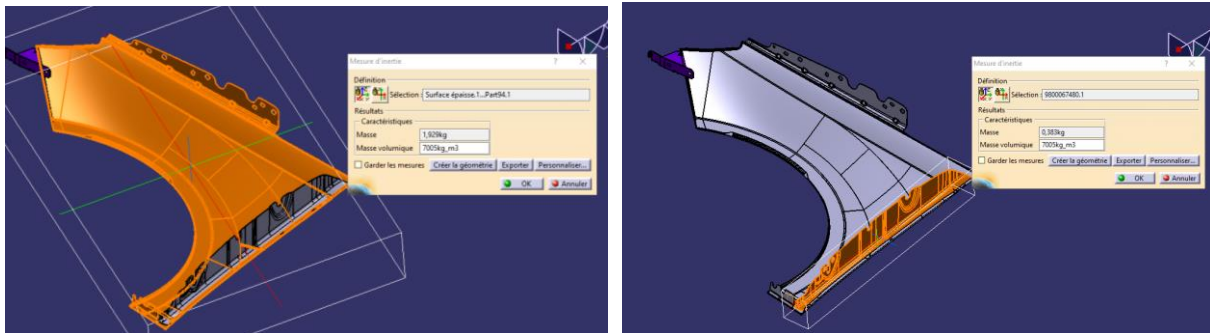 Mesure d'inertie ? ×
Définition
Sélection : Surface épaisse.1...Part94.1
Résultats
Caractéristiques
Masse 1,929kg
Masse volumique 7005kg_m3
Garder les mesures Créer la géométrie Exporter Personnaliser...
OK Annuler
Mesure d'inertie ? ×
Définition
Sélection : 9800067480.1
Résultats
Caractéristiques
Masse 0,383kg
Masse volumique 7005kg_m3
Garder les mesures Créer la géométrie Exporter Personnaliser...
OK Annuler